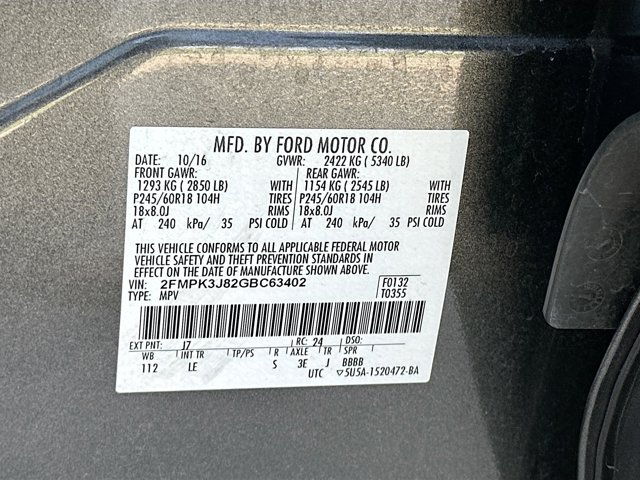 MFD. BY FORD MOTOR CO.
DATE: 10/16 GVWR: 2422 KG ( 5340 LB)
FRONT GAWR: REAR GAWR:
1293 KG ( 2850 LB) WITH 1154 KG ( 2545 LB) WITH
P245/60R18 104H TIRES P245/60R18 104H TIRES
18x8.0J RIMS 18x8.0J RIMS
AT 240 kPa/ 35 PSI COLD AT 240 kPa/ 35 PSI COLD
THIS VEHICLE CONFORMS TO ALL APPLICABLE FEDERAL MOTOR
VEHICLE SAFETY AND THEFT PREVENTION STANDARDS IN
EFFECT ON THE DATE OF MANUFACTURE SHOWN ABOVE.
VIN: 2FMPK3J82GBC63402 F0132
TYPE: MPV T0355
EXT PNT: J7 RC: 24 DSO:
WB INT TR TP/PS R AXLE TR SPR
112 LE S 3E J BBBB
UTC ▽5U5A-1520472-BA